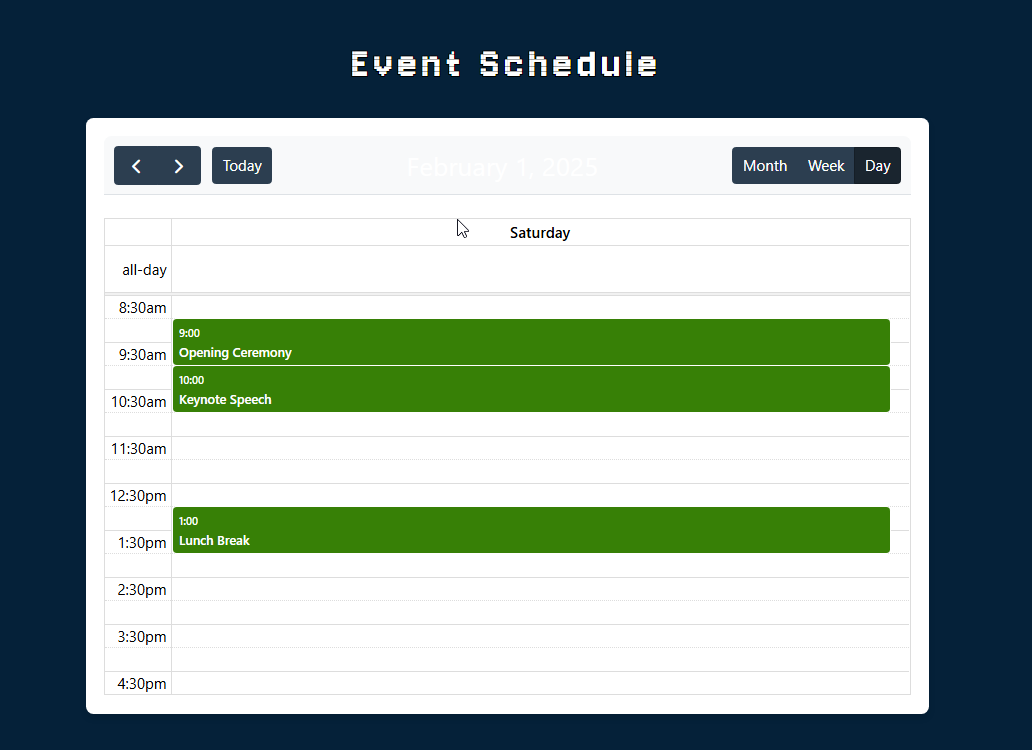 Event Schedule
Today
February 1, 2025
Month Week Day
Saturday
all-day
8:30am
9:00
Opening Ceremony
9:30am
10:00
Keynote Speech
10:30am
11:30am
12:30pm
1:00
Lunch Break
1:30pm
2:30pm
3:30pm
4:30pm